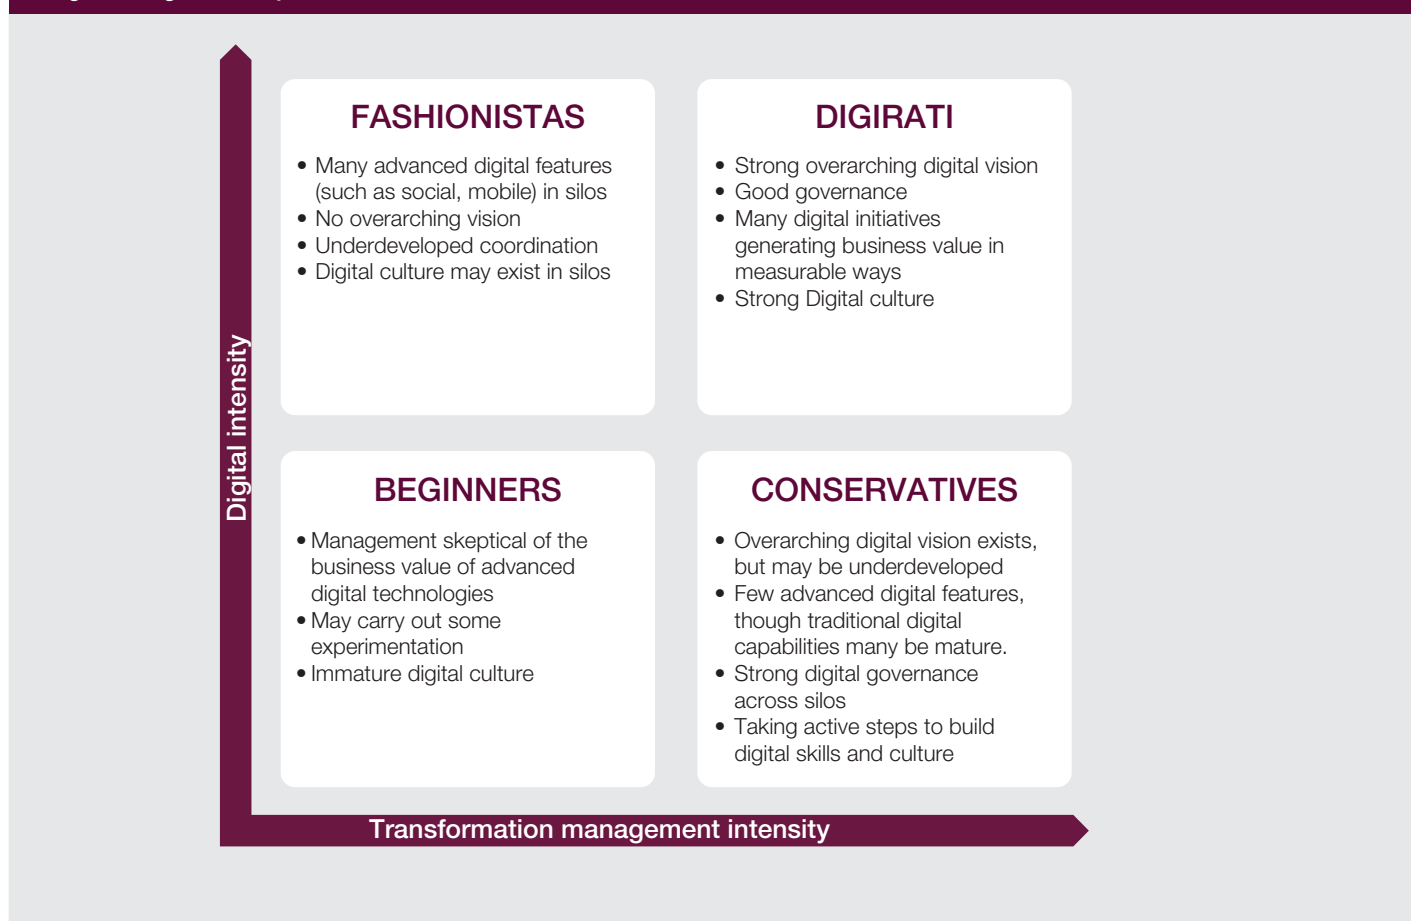 FASHIONISTAS
• Many advanced digital features
(such as social, mobile) in silos
• No overarching vision
• Underdeveloped coordination
• Digital culture may exist in silos
DIGIRATI
• Strong overarching digital vision
• Good governance
• Many digital initiatives
generating business value in
measurable ways
• Strong Digital culture
Digital intensity
BEGINNERS
• Management skeptical of the
business value of advanced
digital technologies
• May carry out some
experimentation
• Immature digital culture
CONSERVATIVES
• Overarching digital vision exists,
but may be underdeveloped
• Few advanced digital features,
though traditional digital
capabilities many be mature.
• Strong digital governance
across silos
• Taking active steps to build
digital skills and culture
Transformation management intensity